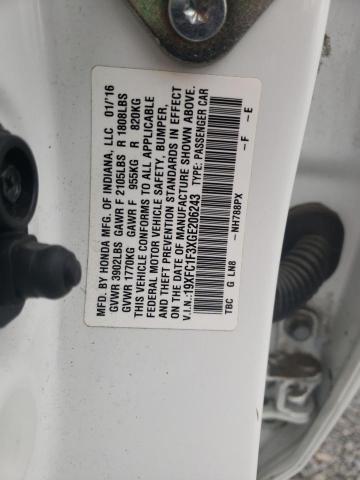 MFD. BY HONDA MFG. OF INDIANA, LLC 01/16
GVWR 3902LBS GAWR F 2105LBS R 1808LBS
GVWR 1770KG GAWR F 955KG R 820KG
THIS VEHICLE CONFORMS TO ALL APPLICABLE
FEDERAL MOTOR VEHICLE SAFETY, BUMPER,
AND THEFT PREVENTION STANDARDS IN EFFECT
ON THE DATE OF MANUFACTURE SHOWN ABOVE.
V.I.N.:19XFC1F3XGE206243 TYPE: PASSENGER CAR
NH788PX -F -E
TBC G LN8